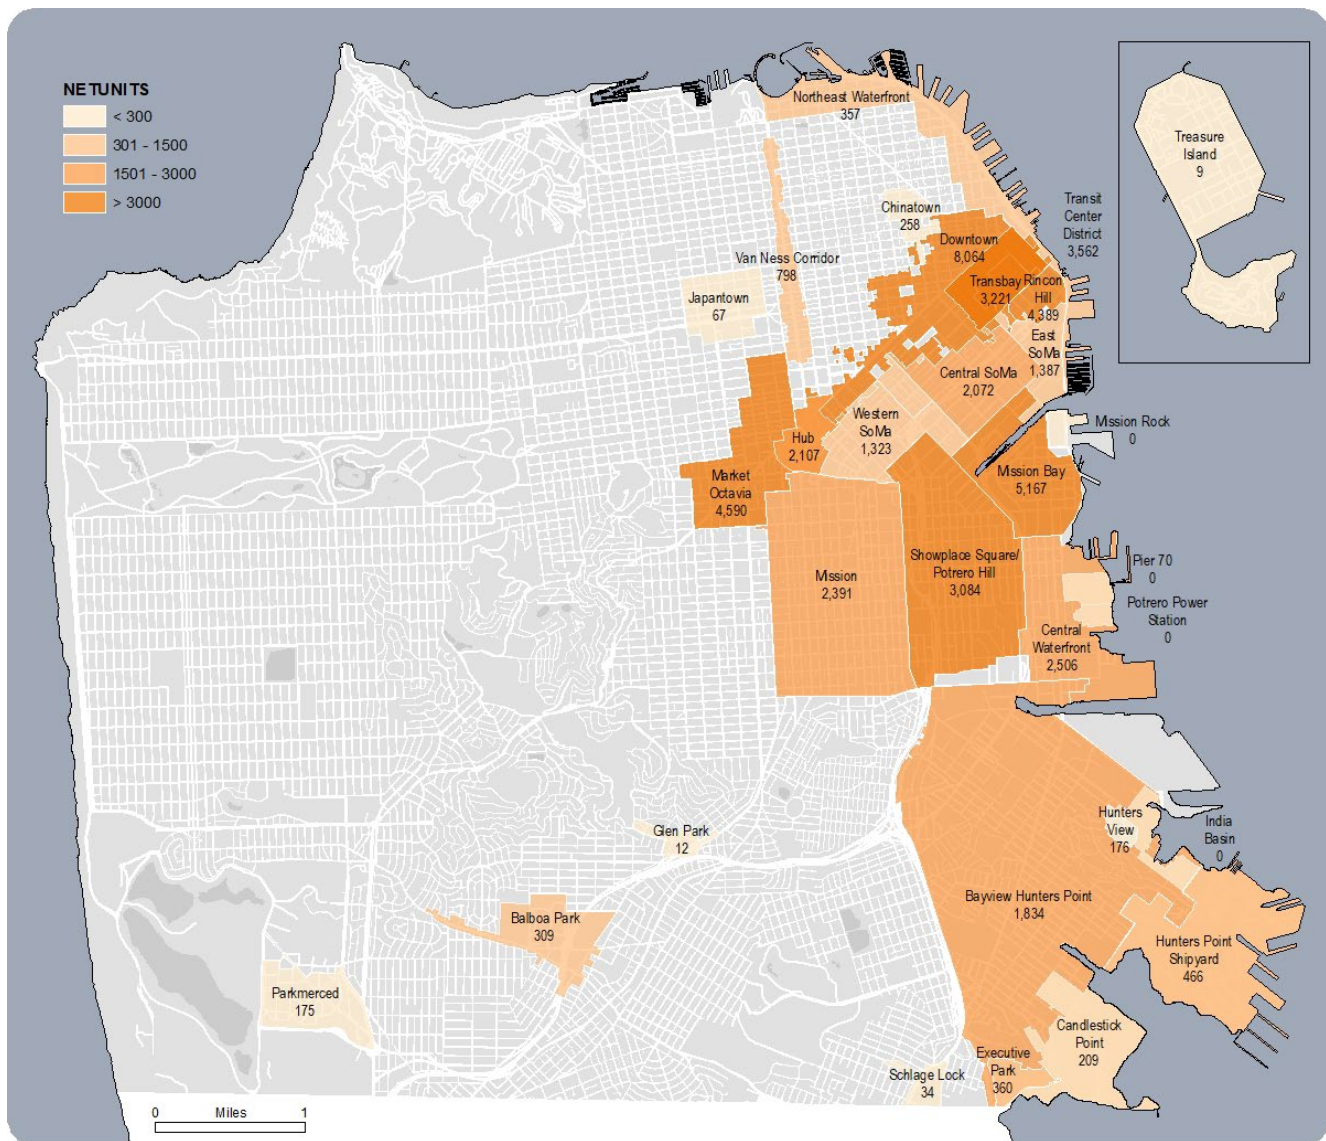 NETUNITS
< 300
301 - 1500
1501 - 3000
> 3000
Northeast Waterfront
357
Treasure
Island
9
Transit
Center
District
3,562
Chinatown
258
Downtown
8,064
Van Ness Corridor
798
Transbay
3,221
Rincon
Hill
4,389
Japantown
67
East
SoMa
1,387
Central SoMa
2,072
Western
SoMa
1,323
Mission Rock
0
Hub
2,107
Mission Bay
5,167
Market
Octavia
4,590
Showplace Square/
Potrero Hill
3,084
Mission
2,391
Pier 70
0
Potrero Power
Station
0
Central
Waterfront
2,506
Hunters
View
176
India
Basin
0
Glen Park
12
Bayview Hunters Point
1,834
Balboa Park
309
Hunters Point
Shipyard
466
Parkmerced
175
Candlestick
Point
209
Executive
Park
360
Schlage Lock
34
0 Miles 1